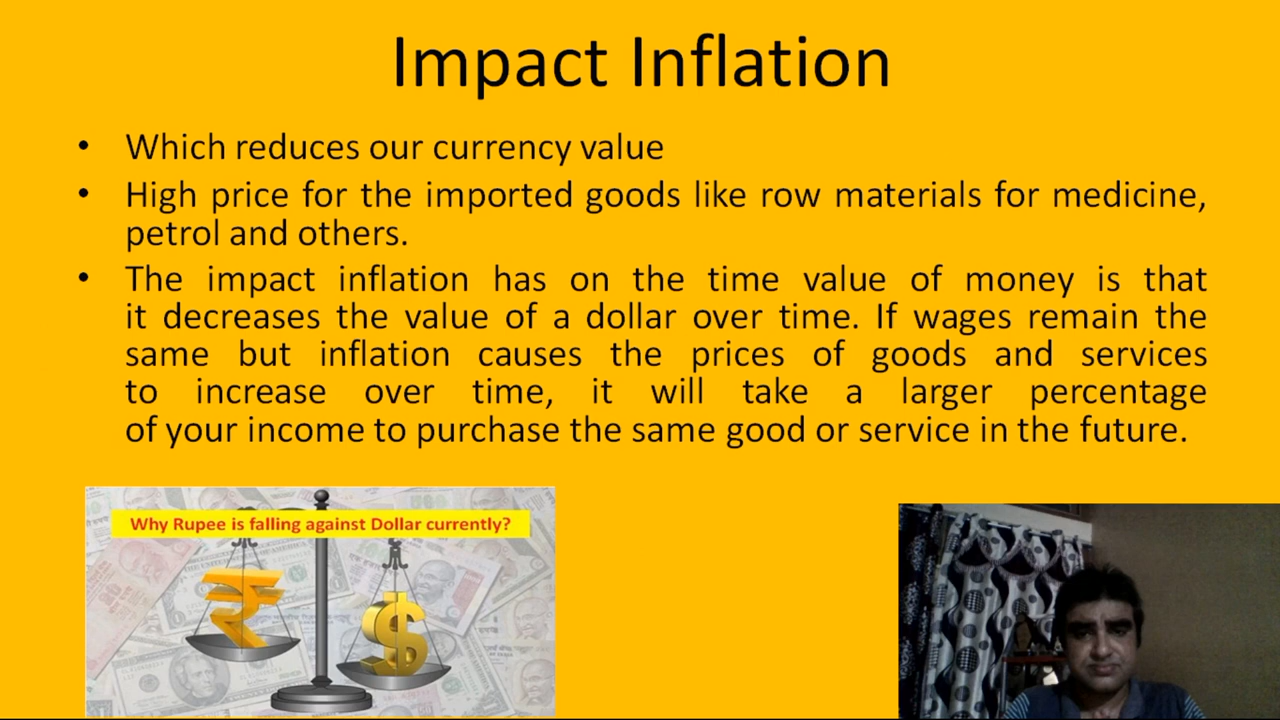 Impact Inflation
• Which reduces our currency value
• High price for the imported goods like row materials for medicine,
petrol and others.
• The impact inflation has on the time value of money is that
it decreases the value of a dollar over time. If wages remain the
same but inflation causes the prices of goods and services
to increase over time, it will take a larger percentage
of your income to purchase the same good or service in the future.
Why Rupee is falling against Dollar currently?
₹
$